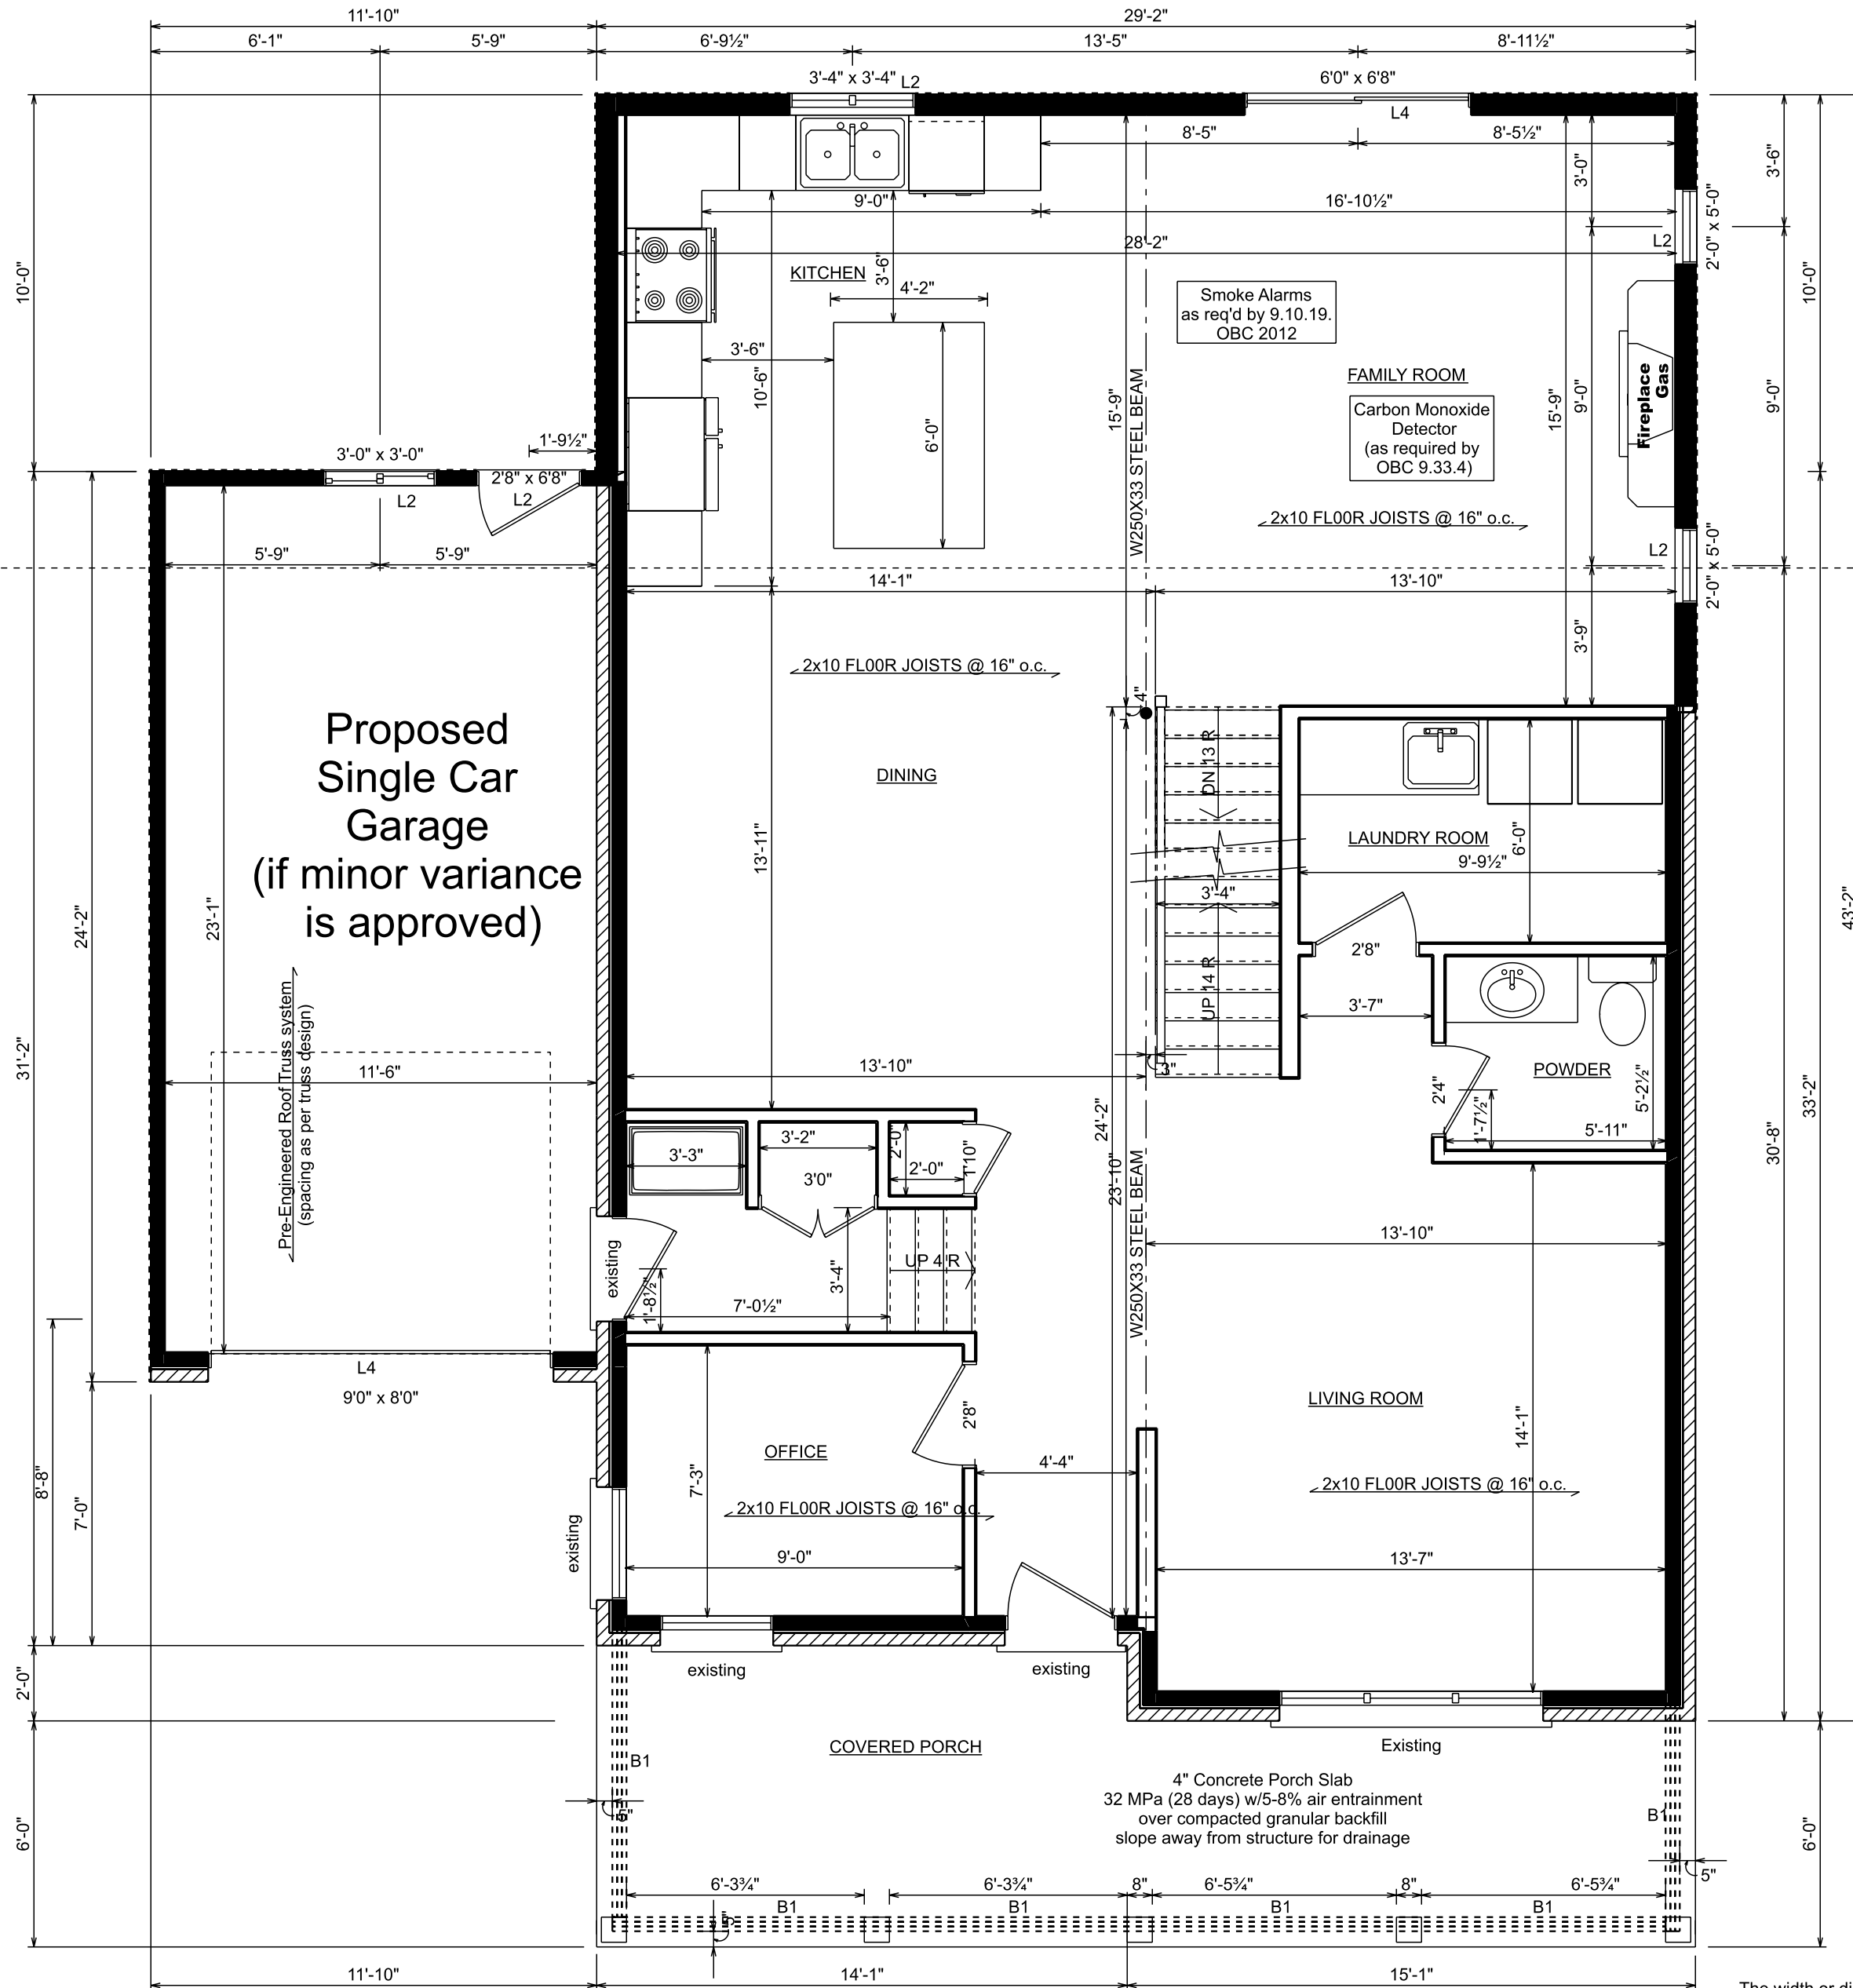 11'-10"
29'-2"
6'-1"
5'-9"
6'-9½"
13'-5"
8'-11½"
3'-4" x 3'-4"
L2
6'0" x 6'8"
L4
8'-5"
8'-5½"
3'-0"
3'-6"
9'-0"
16'-10½"
2'-0" x 5'-0"
28'-2"
L2
KITCHEN
3'-6"
4'-2"
10'-0"
10'-0"
Smoke Alarms
as req'd by 9.10.19.
OBC 2012
3'-6"
10'-6"
6'-0"
15'-9"
W250X33 STEEL BEAM
FAMILY ROOM
Carbon Monoxide
Detector
(as required by
OBC 9.33.4)
15'-9"
9'-0"
Fireplace
Gas
9'-0"
1'-9½"
3'-0" x 3'-0"
2'8" x 6'8"
L2
L2
2x10 FL00R JOISTS @ 16" o.c.
5'-9"
5'-9"
L2
2'-0" x 5'-0"
14'-1"
13'-10"
3'-9"
2x10 FL00R JOISTS @ 16" o.c.
4"
Proposed
Single Car
Garage
(if minor variance
is approved)
DINING
DN 13 R
LAUNDRY ROOM
6'-0"
9'-9½"
13'-11"
3'-4"
24'-2"
23'-1"
43'-2"
2'8"
UP 14 R
3'-7"
Pre-Engineered Roof Truss system
(spacing as per truss design)
31'-2"
11'-6"
13'-10"
3"
POWDER
2'4"
1'-7½"
5'-2½"
5'-11"
33'-2"
30'-8"
24'-2"
23'-10"
W250X33 STEEL BEAM
3'-3"
3'-2"
3'0"
2'-0"
2'-0"
1'10"
13'-10"
existing
1'-8½"
7'-0½"
3'-4"
UP 4 R
L4
9'0" x 8'0"
LIVING ROOM
14'-1"
2'8"
OFFICE
7'-3"
4'-4"
8'-8"
7'-0"
2x10 FL00R JOISTS @ 16" o.c.
2x10 FL00R JOISTS @ 16" o.c.
existing
9'-0"
13'-7"
existing
existing
2'-0"
COVERED PORCH
Existing
B1
4" Concrete Porch Slab
32 MPa (28 days) w/5-8% air entrainment
over compacted granular backfill
slope away from structure for drainage
5"
B1
6'-0"
6'-0"
5"
6'-3¾"
6'-3¾"
8"
6'-5¾"
8"
6'-5¾"
B1
B1
B1
B1
5"
11'-10"
14'-1"
15'-1"